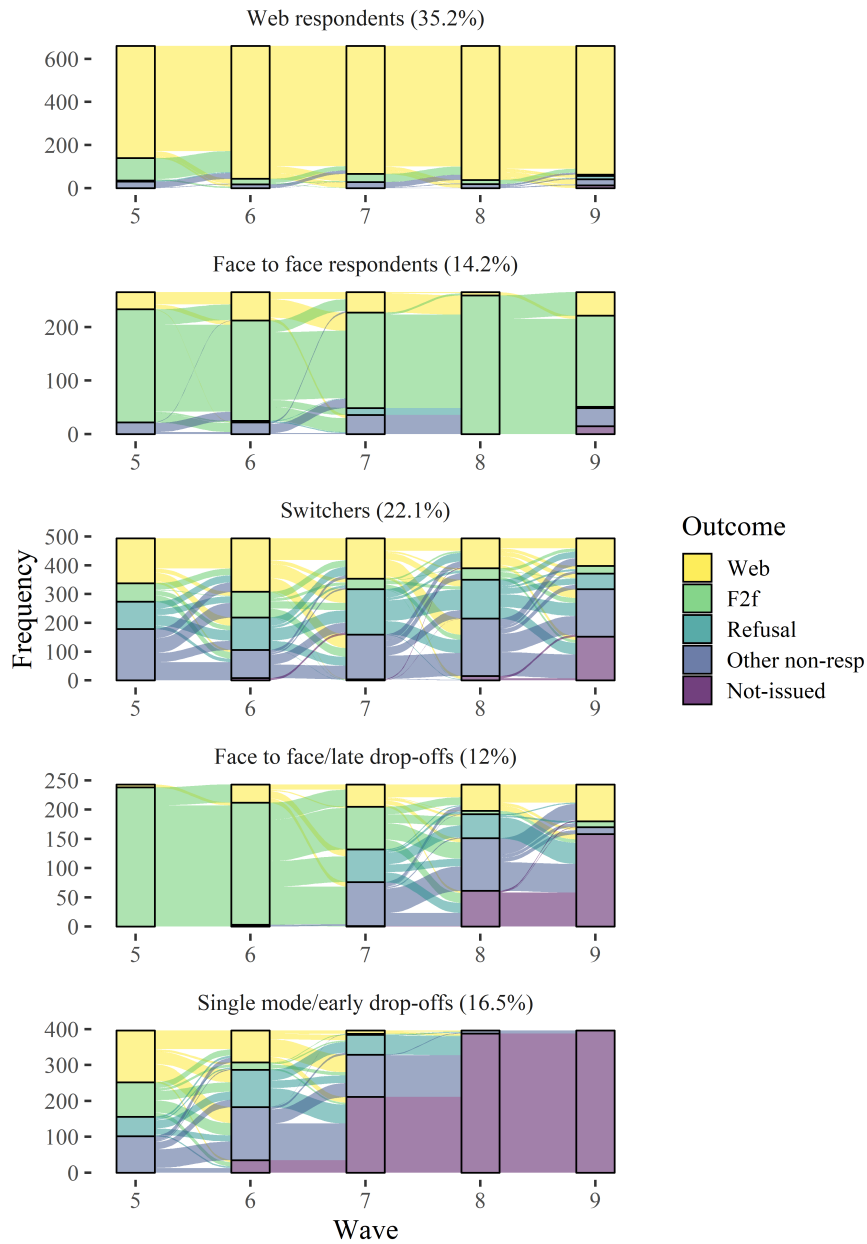 Web respondents (35.2%)
600
400
200
0
5 6 7 8 9
Face to face respondents (14.2%)
200
100
0
5 6 7 8 9
Switchers (22.1%)
500
400
300
200
100
0
5 6 7 8 9
Frequency
Face to face/late drop-offs (12%)
250
200
150
100
50
0
5 6 7 8 9
Single mode/early drop-offs (16.5%)
400
300
200
100
0
5 6 7 8 9
Wave
Outcome
Web
F2f
Refusal
Other non-resp
Not-issued